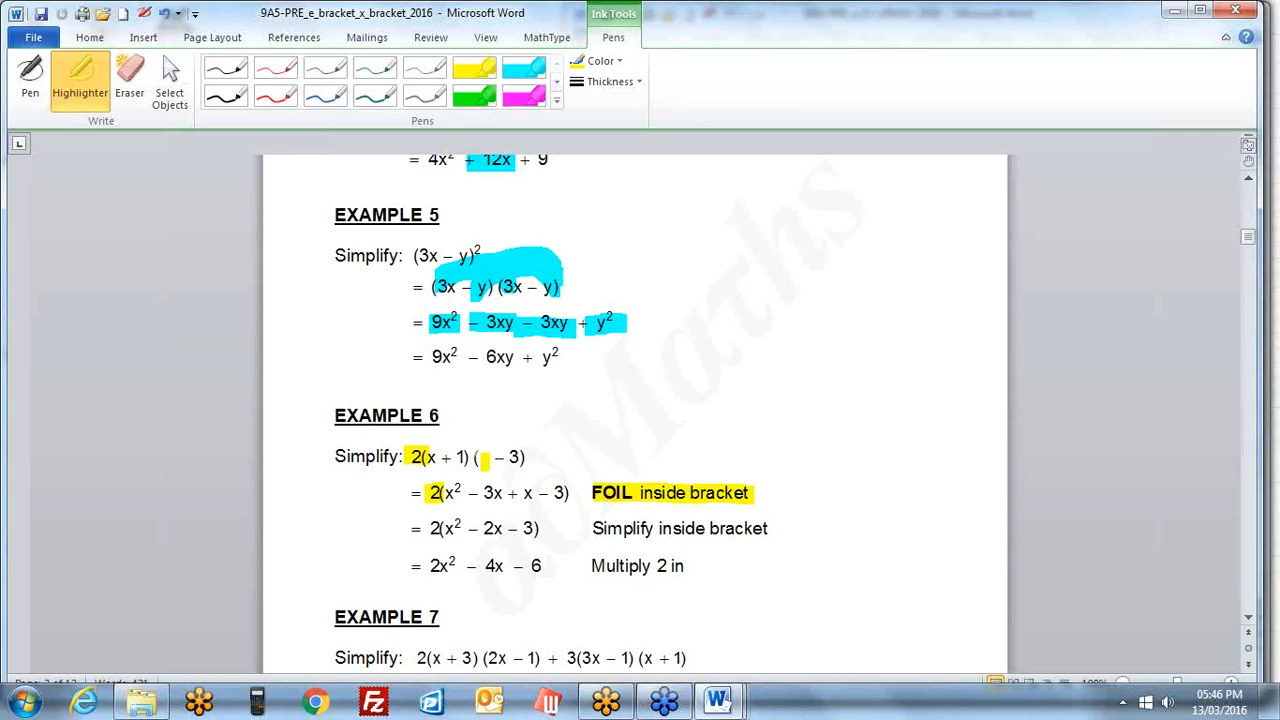 9A5-PRE_e_bracket_x_bracket_2016 - Microsoft Word
Ink Tools
File Home Insert Page Layout References Mailings Review View MathType Pens
Pen Highlighter Eraser Select Objects
Color
Thickness
Write
Pens
= 4x² + 12x + 9
EXAMPLE 5
Simplify: (3x – y)²
= (3x – y) (3x – y)
= 9x² – 3xy – 3xy + y²
= 9x² – 6xy + y²
EXAMPLE 6
Simplify: 2(x + 1) ( – 3)
= 2(x² – 3x + x – 3) FOIL inside bracket
= 2(x² – 2x – 3) Simplify inside bracket
= 2x² – 4x – 6 Multiply 2 in
EXAMPLE 7
Simplify: 2(x + 3) (2x – 1) + 3(3x – 1) (x + 1)
100%
05:46 PM
13/03/2016